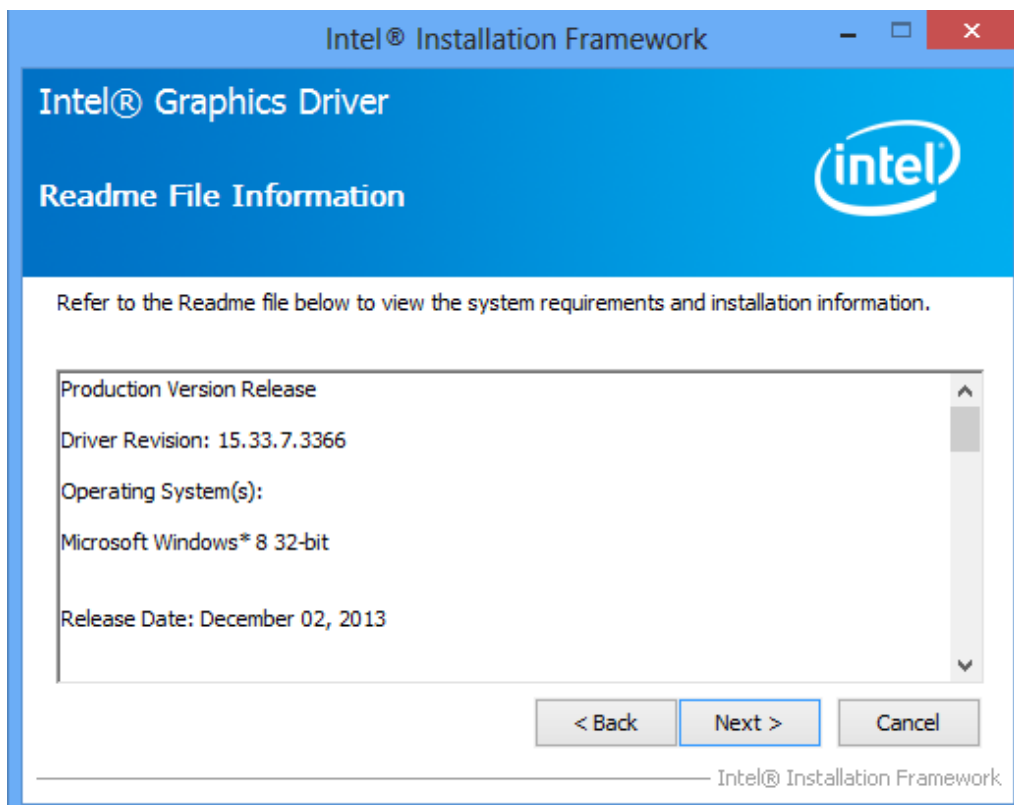 Intel® Installation Framework
Intel® Graphics Driver
intel
Readme File Information
Refer to the Readme file below to view the system requirements and installation information.
Production Version Release
Driver Revision: 15.33.7.3366
Operating System(s):
Microsoft Windows* 8 32-bit
Release Date: December 02, 2013
< Back
Next >
Cancel
Intel® Installation Framework